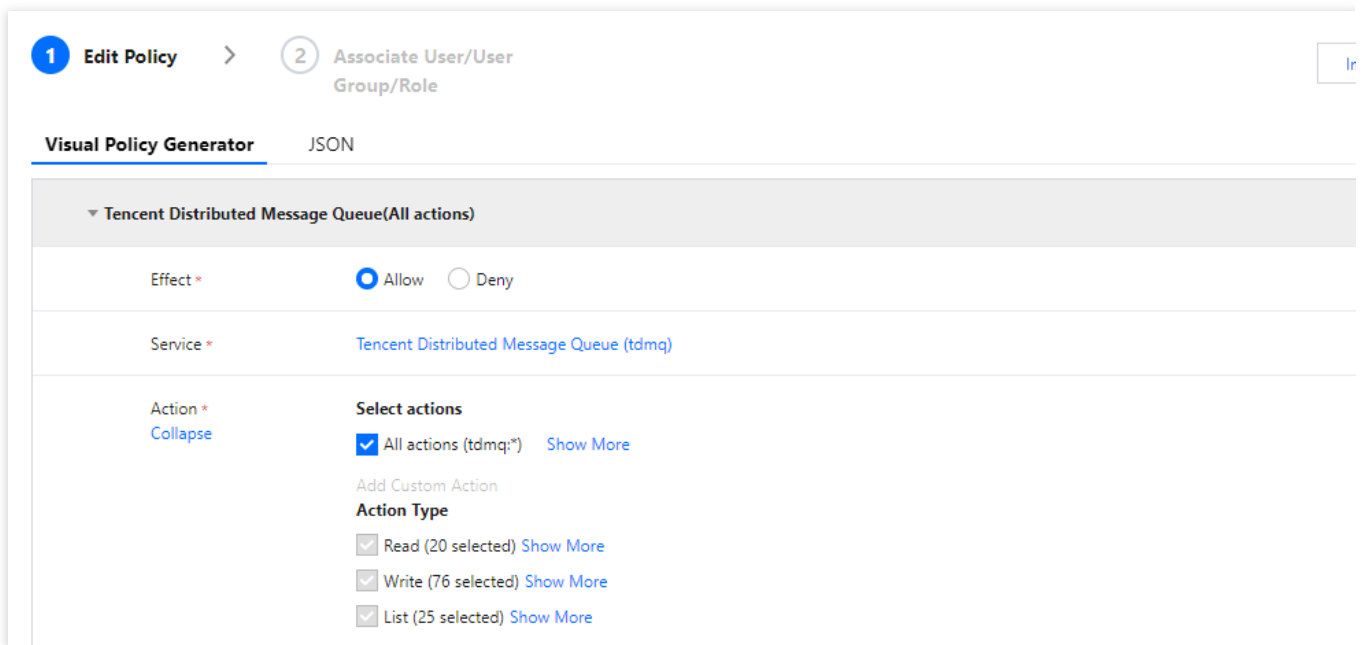 1 Edit Policy
2 Associate User/User
Group/Role
Visual Policy Generator JSON
Tencent Distributed Message Queue(All actions)
Effect * Allow Deny
Service * Tencent Distributed Message Queue (tdmq)
Action * Select actions
Collapse
All actions (tdmq:*) Show More
Add Custom Action
Action Type
Read (20 selected) Show More
Write (76 selected) Show More
List (25 selected) Show More